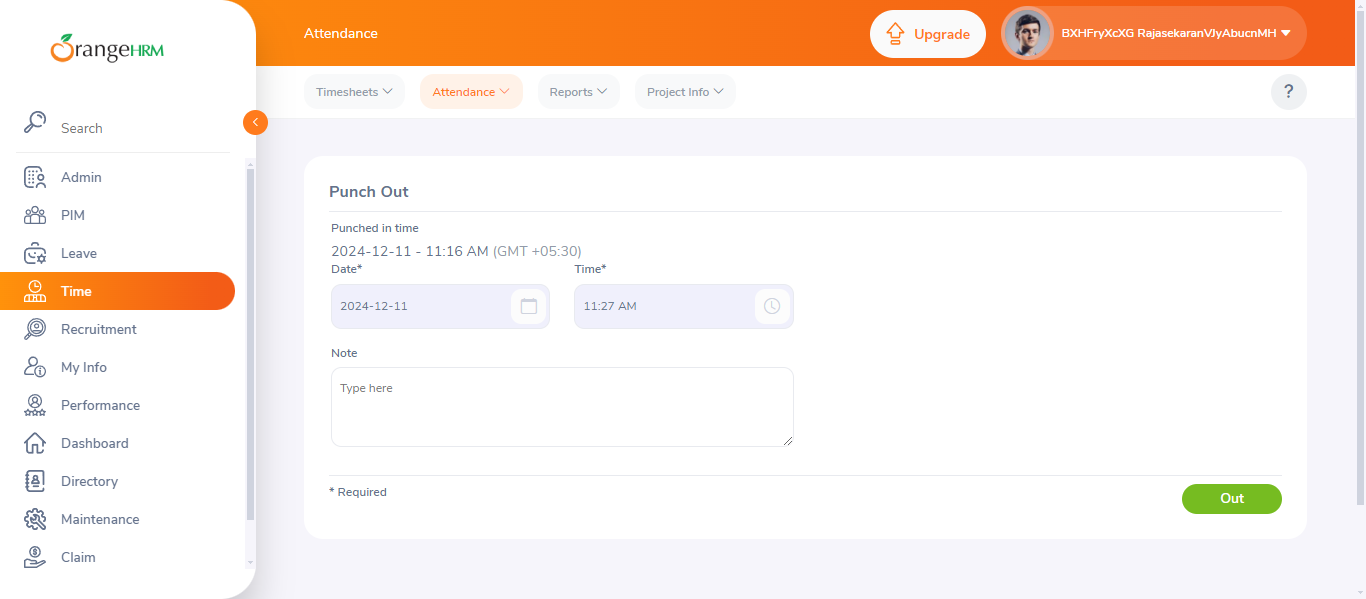 OrangeHRM
Search
Admin
PIM
Leave
Time
Recruitment
My Info
Performance
Dashboard
Directory
Maintenance
Claim
Attendance
Upgrade
BXHFryXcXG RajasekaranVJyAbucnMH
Timesheets
Attendance
Reports
Project Info
?
Punch Out
Punched in time
2024-12-11 - 11:16 AM (GMT +05:30)
Date*
Time*
2024-12-11
11:27 AM
Note
Type here
* Required
Out